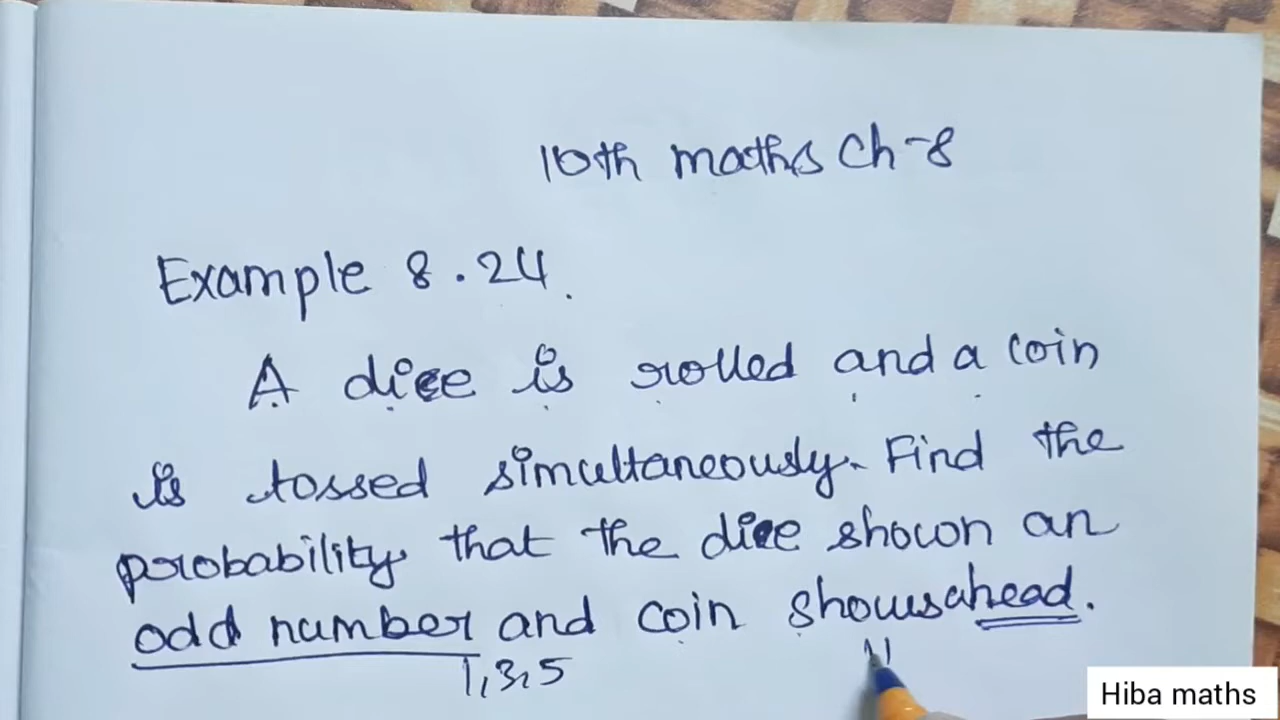 10th maths Ch-8
Example 8.24.
A dice is rolled and a coin
is tossed simultaneously. Find the
probability that the dice shown an
odd number and coin shows a head.
1,3,5
Hiba maths